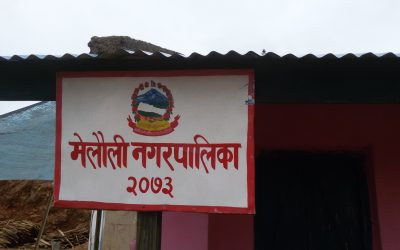 मेलौली नगरपालिका
२०७३